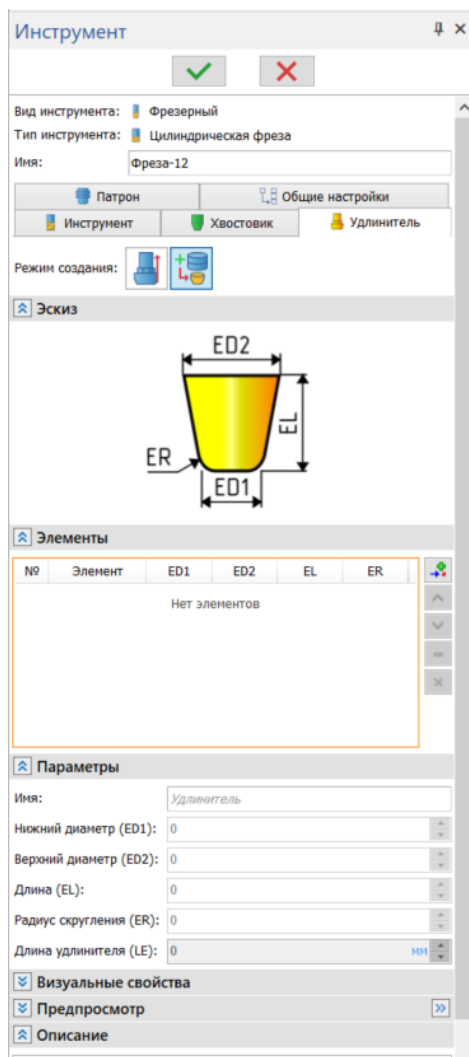 Инструмент
Вид инструмента: Фрезерный
Тип инструмента: Цилиндрическая фреза
Имя: Фреза-12
Патрон Общие настройки
Инструмент Хвостовик Удлинитель
Режим создания:
Эскиз
ED2
EL
ER
ED1
Элементы
№ Элемент ED1 ED2 EL ER
Нет элементов
Параметры
Имя: Удлинитель
Нижний диаметр (ED1): 0
Верхний диаметр (ED2): 0
Длина (EL): 0
Радиус скругления (ER): 0
Длина удлинителя (LE): 0 мм
Визуальные свойства
Предпросмотр
Описание